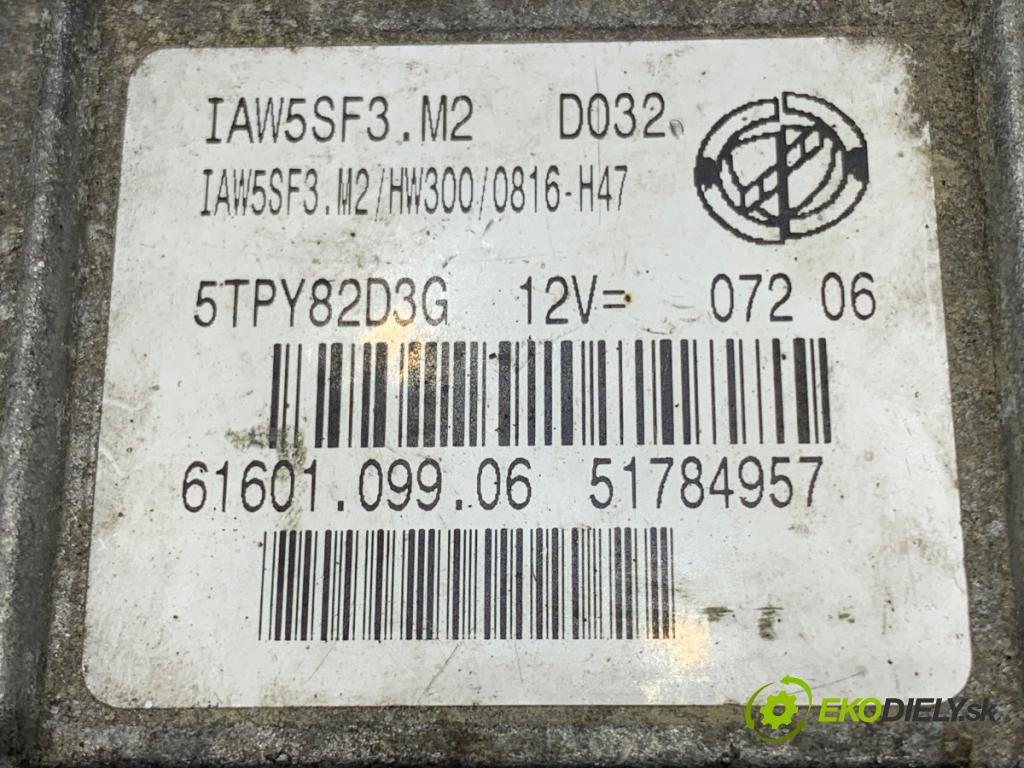 IAW5SF3.M2 D032
IAW5SF3.M2/HW300/0816-H47
5TPY82D3G 12V= 072 06
61601.099.06 51784957
EKODIELY.sk